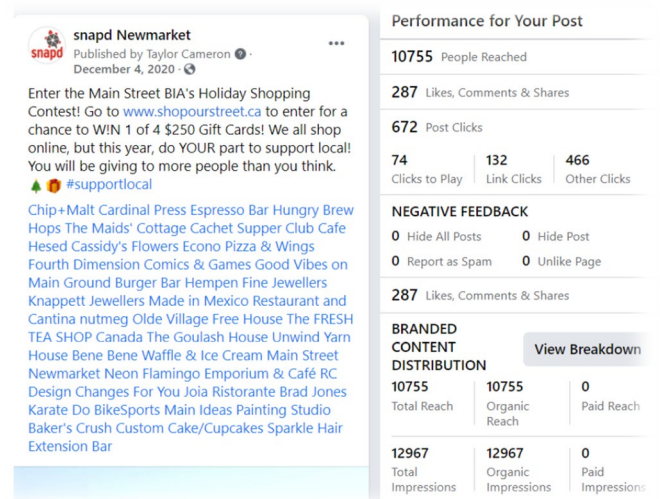 snapd
snapd Newmarket
Published by Taylor Cameron ? ·
December 4, 2020 ·
Enter the Main Street BIA's Holiday Shopping
Contest! Go to www.shopourstreet.ca to enter for a
chance to W!N 1 of 4 $250 Gift Cards! We all shop
online, but this year, do YOUR part to support local!
You will be giving to more people than you think.
🎄 🎁 #supportlocal
Chip+Malt Cardinal Press Espresso Bar Hungry Brew
Hops The Maids' Cottage Cachet Supper Club Cafe
Hesed Cassidy's Flowers Econo Pizza & Wings
Fourth Dimension Comics & Games Good Vibes on
Main Ground Burger Bar Hempen Fine Jewellers
Knappett Jewellers Made in Mexico Restaurant and
Cantina nutmeg Olde Village Free House The FRESH
TEA SHOP Canada The Goulash House Unwind Yarn
House Bene Bene Waffle & Ice Cream Main Street
Newmarket Neon Flamingo Emporium & Café RC
Design Changes For You Joia Ristorante Brad Jones
Karate Do BikeSports Main Ideas Painting Studio
Baker's Crush Custom Cake/Cupcakes Sparkle Hair
Extension Bar
Performance for Your Post
10755 People Reached
287 Likes, Comments & Shares
672 Post Clicks
74 132 466
Clicks to Play Link Clicks Other Clicks
NEGATIVE FEEDBACK
0 Hide All Posts 0 Hide Post
0 Report as Spam 0 Unlike Page
287 Likes, Comments & Shares
BRANDED
CONTENT
DISTRIBUTION
View Breakdown
10755 10755 0
Total Reach Organic Paid Reach
Reach
12967 12967 0
Total Organic Paid
Impressions Impressions Impressions